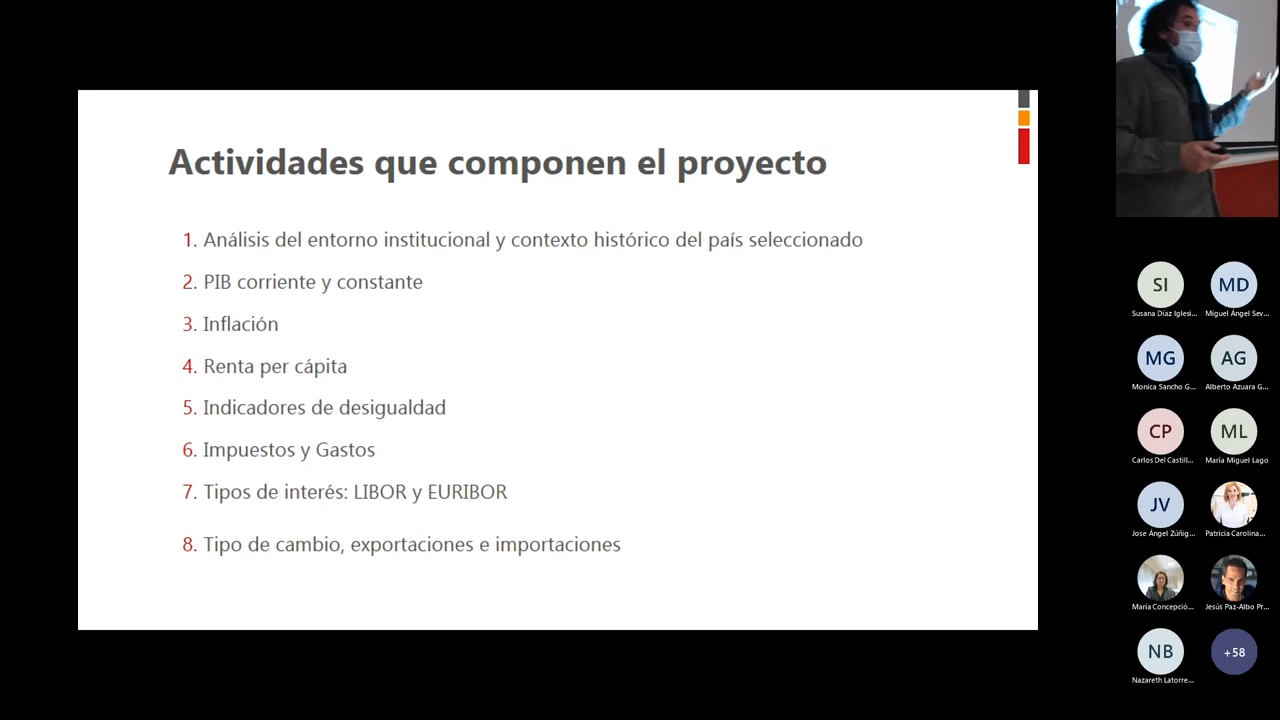 Actividades que componen el proyecto
1. Análisis del entorno institucional y contexto histórico del país seleccionado
2. PIB corriente y constante
3. Inflación
4. Renta per cápita
5. Indicadores de desigualdad
6. Impuestos y Gastos
7. Tipos de interés: LIBOR y EURIBOR
8. Tipo de cambio, exportaciones e importaciones
SI
MD
Susana Díaz Iglesi...
Miguel Ángel Sev...
MG
AG
Monica Sancho G...
Alberto Azuara G...
CP
ML
Carlos Del Castill...
María Miguel Lago
JV
Jose Ángel Zúñig...
Patricia Carolina...
María Concepció...
Jesús Paz-Albo Pr...
NB
+58
Nazareth Latorre...